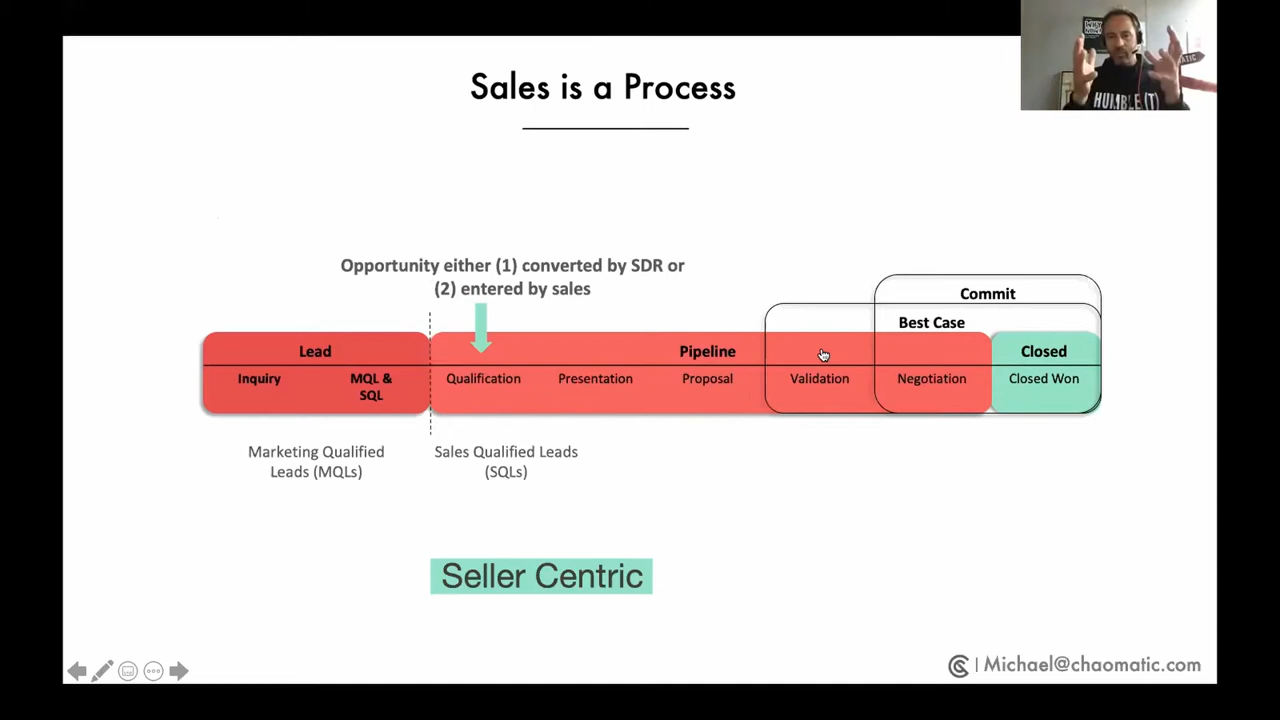 Sales is a Process
HUMBLE(T)
Opportunity either (1) converted by SDR or
(2) entered by sales
Commit
Best Case
Lead
Pipeline
Closed
Inquiry
MQL &
SQL
Qualification
Presentation
Proposal
Validation
Negotiation
Closed Won
Marketing Qualified
Leads (MQLs)
Sales Qualified Leads
(SQLs)
Seller Centric
| Michael@chaomatic.com